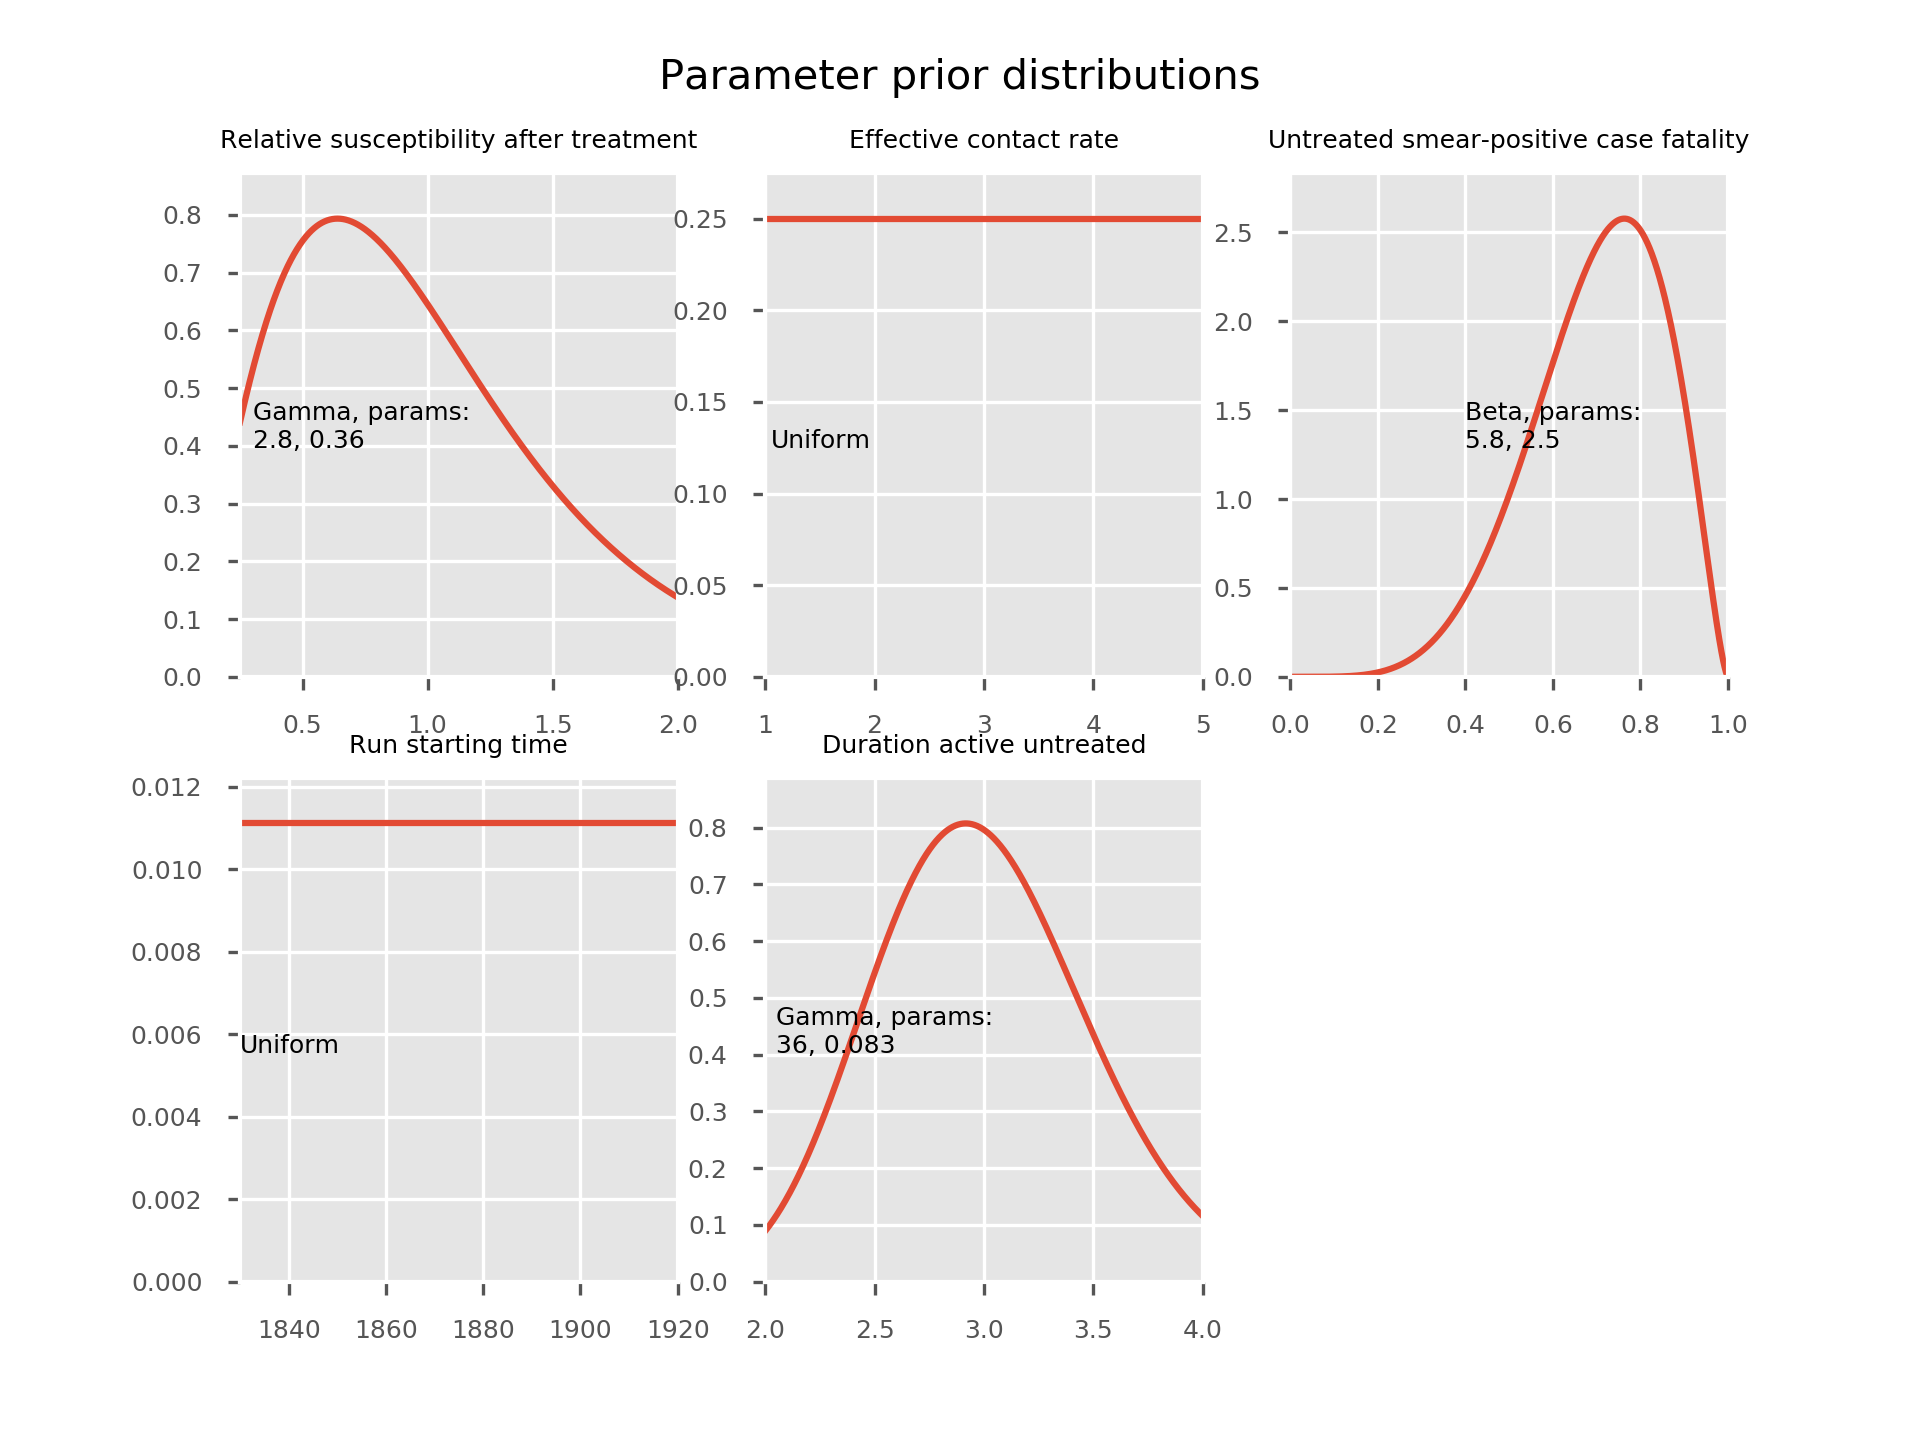 Parameter prior distributions
Relative susceptibility after treatment
0.8
0.7
0.6
0.5
0.4
0.3
0.2
0.1
0.0
Gamma, params:
2.8, 0.36
0.5 1.0 1.5 2.0
Effective contact rate
0.25
0.20
0.15
0.10
0.05
0.00
Uniform
1 2 3 4 5
Untreated smear-positive case fatality
2.5
2.0
1.5
1.0
0.5
0.0
Beta, params:
5.8, 2.5
0.0 0.2 0.4 0.6 0.8 1.0
Run starting time
0.012
0.010
0.008
0.006
0.004
0.002
0.000
Uniform
1840 1860 1880 1900 1920
Duration active untreated
0.8
0.7
0.6
0.5
0.4
0.3
0.2
0.1
0.0
Gamma, params:
36, 0.083
2.0 2.5 3.0 3.5 4.0